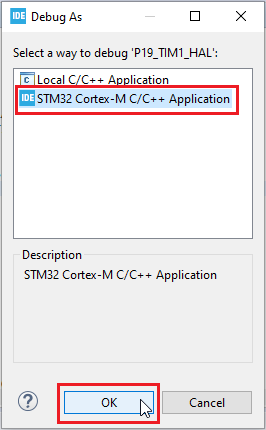 IDE Debug As
Select a way to debug 'P19_TIM1_HAL':
C Local C/C++ Application
IDE STM32 Cortex-M C/C++ Application
Description
STM32 Cortex-M C/C++ Application
? OK Cancel